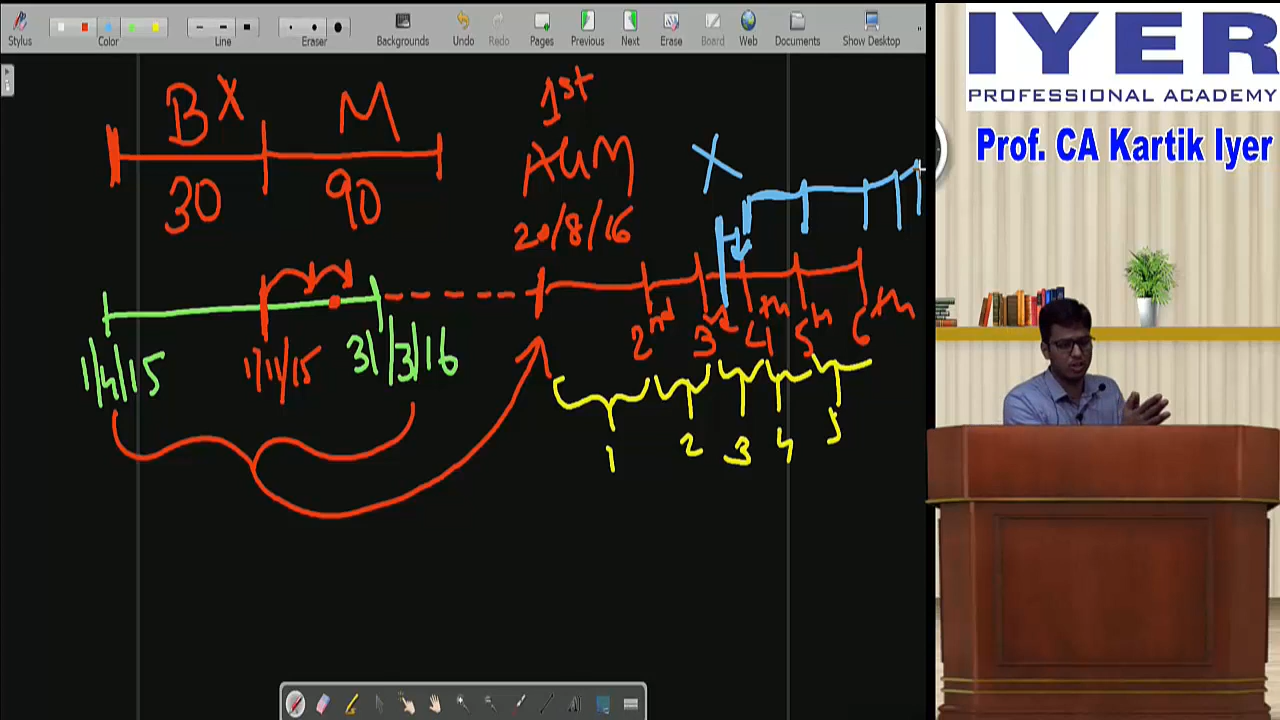 Stylus
Color
Line
Eraser
Backgrounds
Undo
Redo
Pages
Previous
Next
Erase
Board
Web
Documents
Show Desktop
IYER
PROFESSIONAL ACADEMY
Prof. CA Kartik Iyer
B X M
30 90
1st
AGM
20/8/16
X
1/4/15
1/11/15
31/3/16
2nd 3rd 4th 5th 6th
1 2 3 4 5